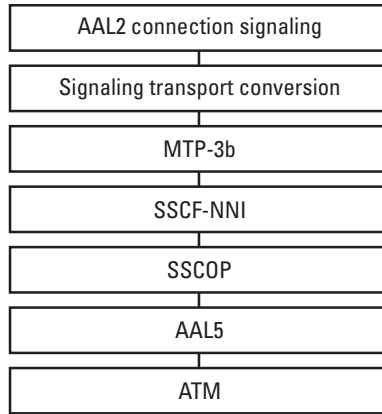 AAL2 connection signaling
Signaling transport conversion
MTP-3b
SSCF-NNI
SSCOP
AAL5
ATM